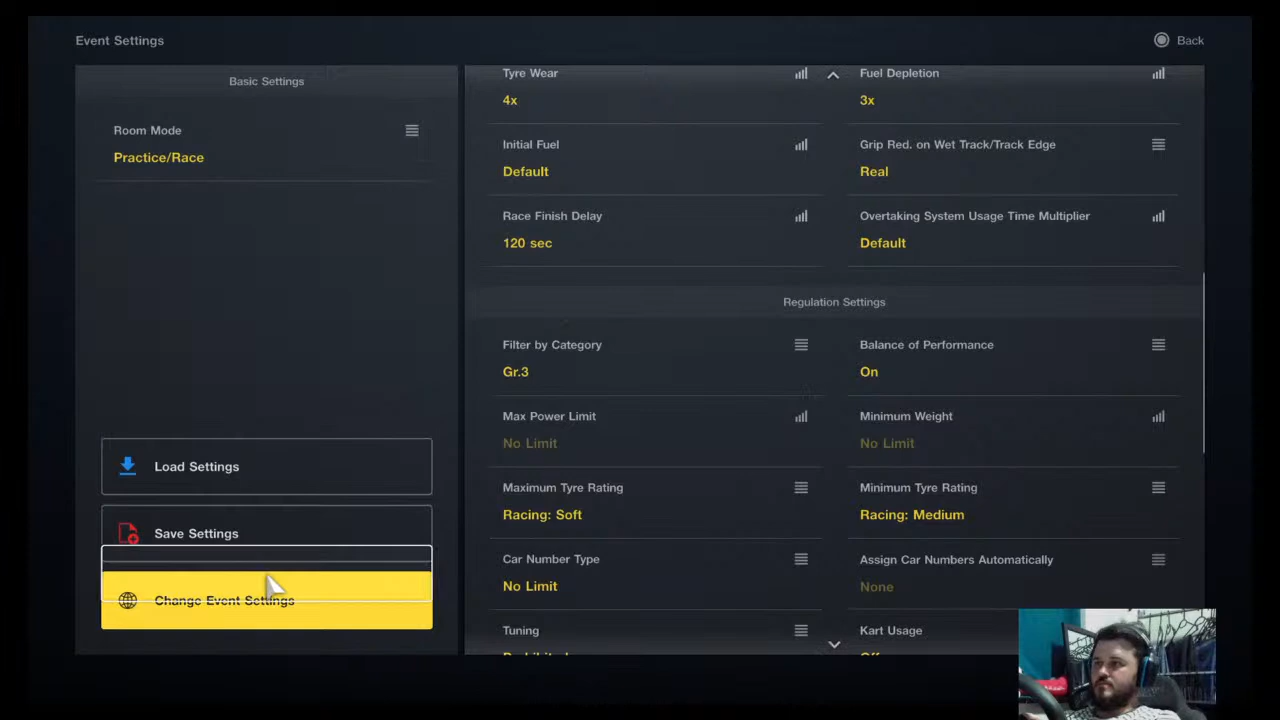 Event Settings
Back
Basic Settings
Room Mode
Practice/Race
Load Settings
Save Settings
Change Event Settings
Tyre Wear
4x
Fuel Depletion
3x
Initial Fuel
Default
Grip Red. on Wet Track/Track Edge
Real
Race Finish Delay
120 sec
Overtaking System Usage Time Multiplier
Default
Regulation Settings
Filter by Category
Gr.3
Balance of Performance
On
Max Power Limit
No Limit
Minimum Weight
No Limit
Maximum Tyre Rating
Racing: Soft
Minimum Tyre Rating
Racing: Medium
Car Number Type
No Limit
Assign Car Numbers Automatically
None
Tuning
Prohibited
Kart Usage
Off